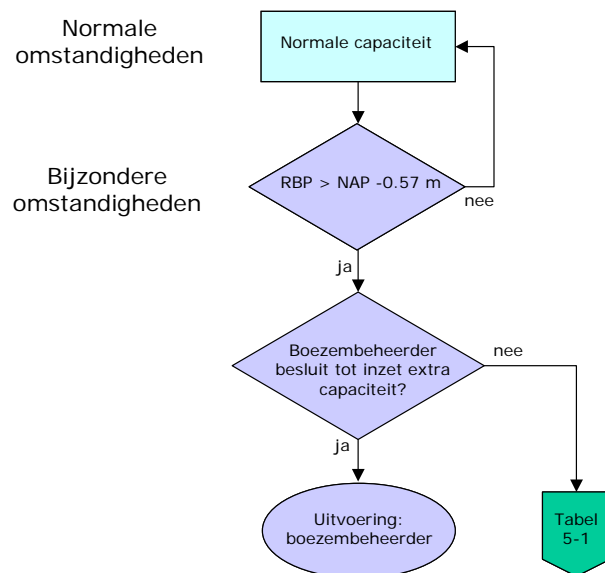 Normale
omstandigheden
Normale capaciteit
Bijzondere
omstandigheden
RBP > NAP -0.57 m
nee
ja
Boezembeheerder
besluit tot inzet extra
capaciteit?
nee
ja
Uitvoering:
boezembeheerder
Tabel
5-1